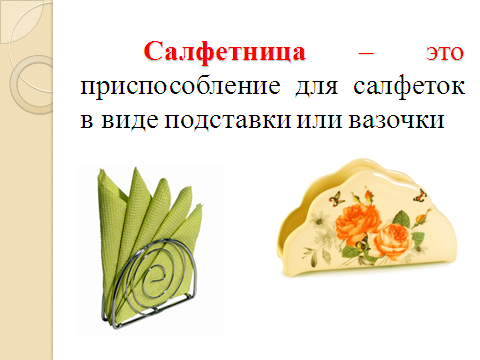 Салфетница – это
приспособление для салфеток
в виде подставки или вазочки